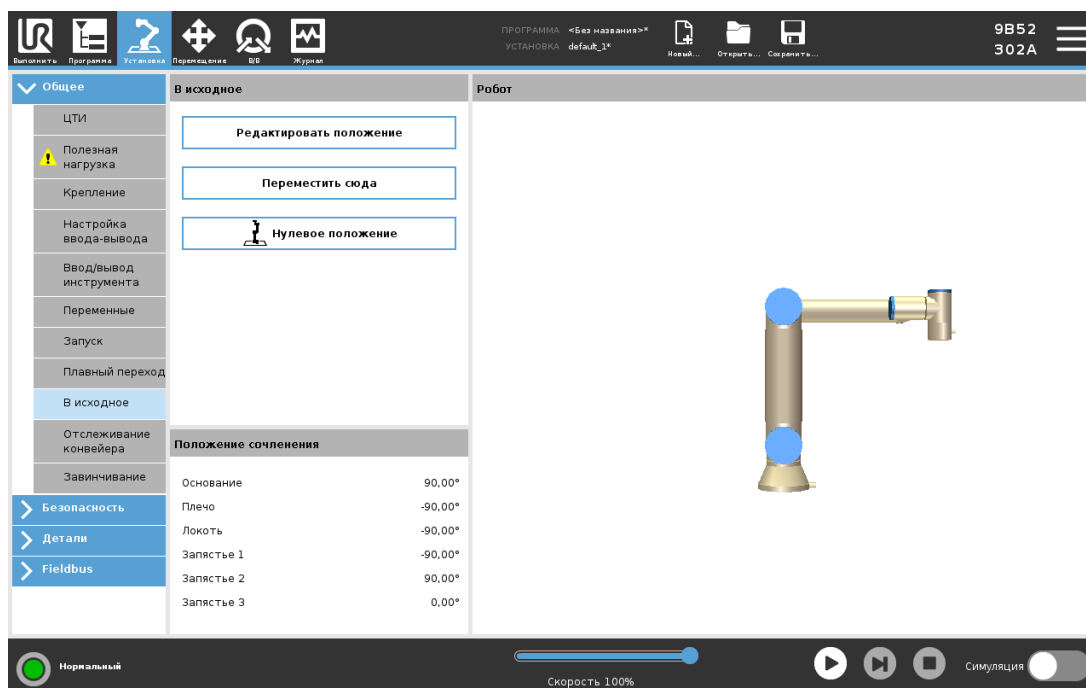 UR
ПРОГРАММА <Без названия>*
УСТАНОВКА default_1*
9B52
302A
Выполнить Программа Установка Перемещение В/В Журнал
Новый... Открыть... Сохранить...
Общее
ЦТИ
Полезная
нагрузка
Крепление
Настройка
ввода-вывода
Ввод/вывод
инструмента
Переменные
Запуск
Плавный переход
В исходное
Отслеживание
конвейера
Завинчивание
Безопасность
Детали
Fieldbus
В исходное
Редактировать положение
Переместить сюда
Нулевое положение
Положение сочленения
Основание 90,00°
Плечо -90,00°
Локоть -90,00°
Запястье 1 -90,00°
Запястье 2 90,00°
Запястье 3 0,00°
Робот
Нормальный
Скорость 100%
Симуляция